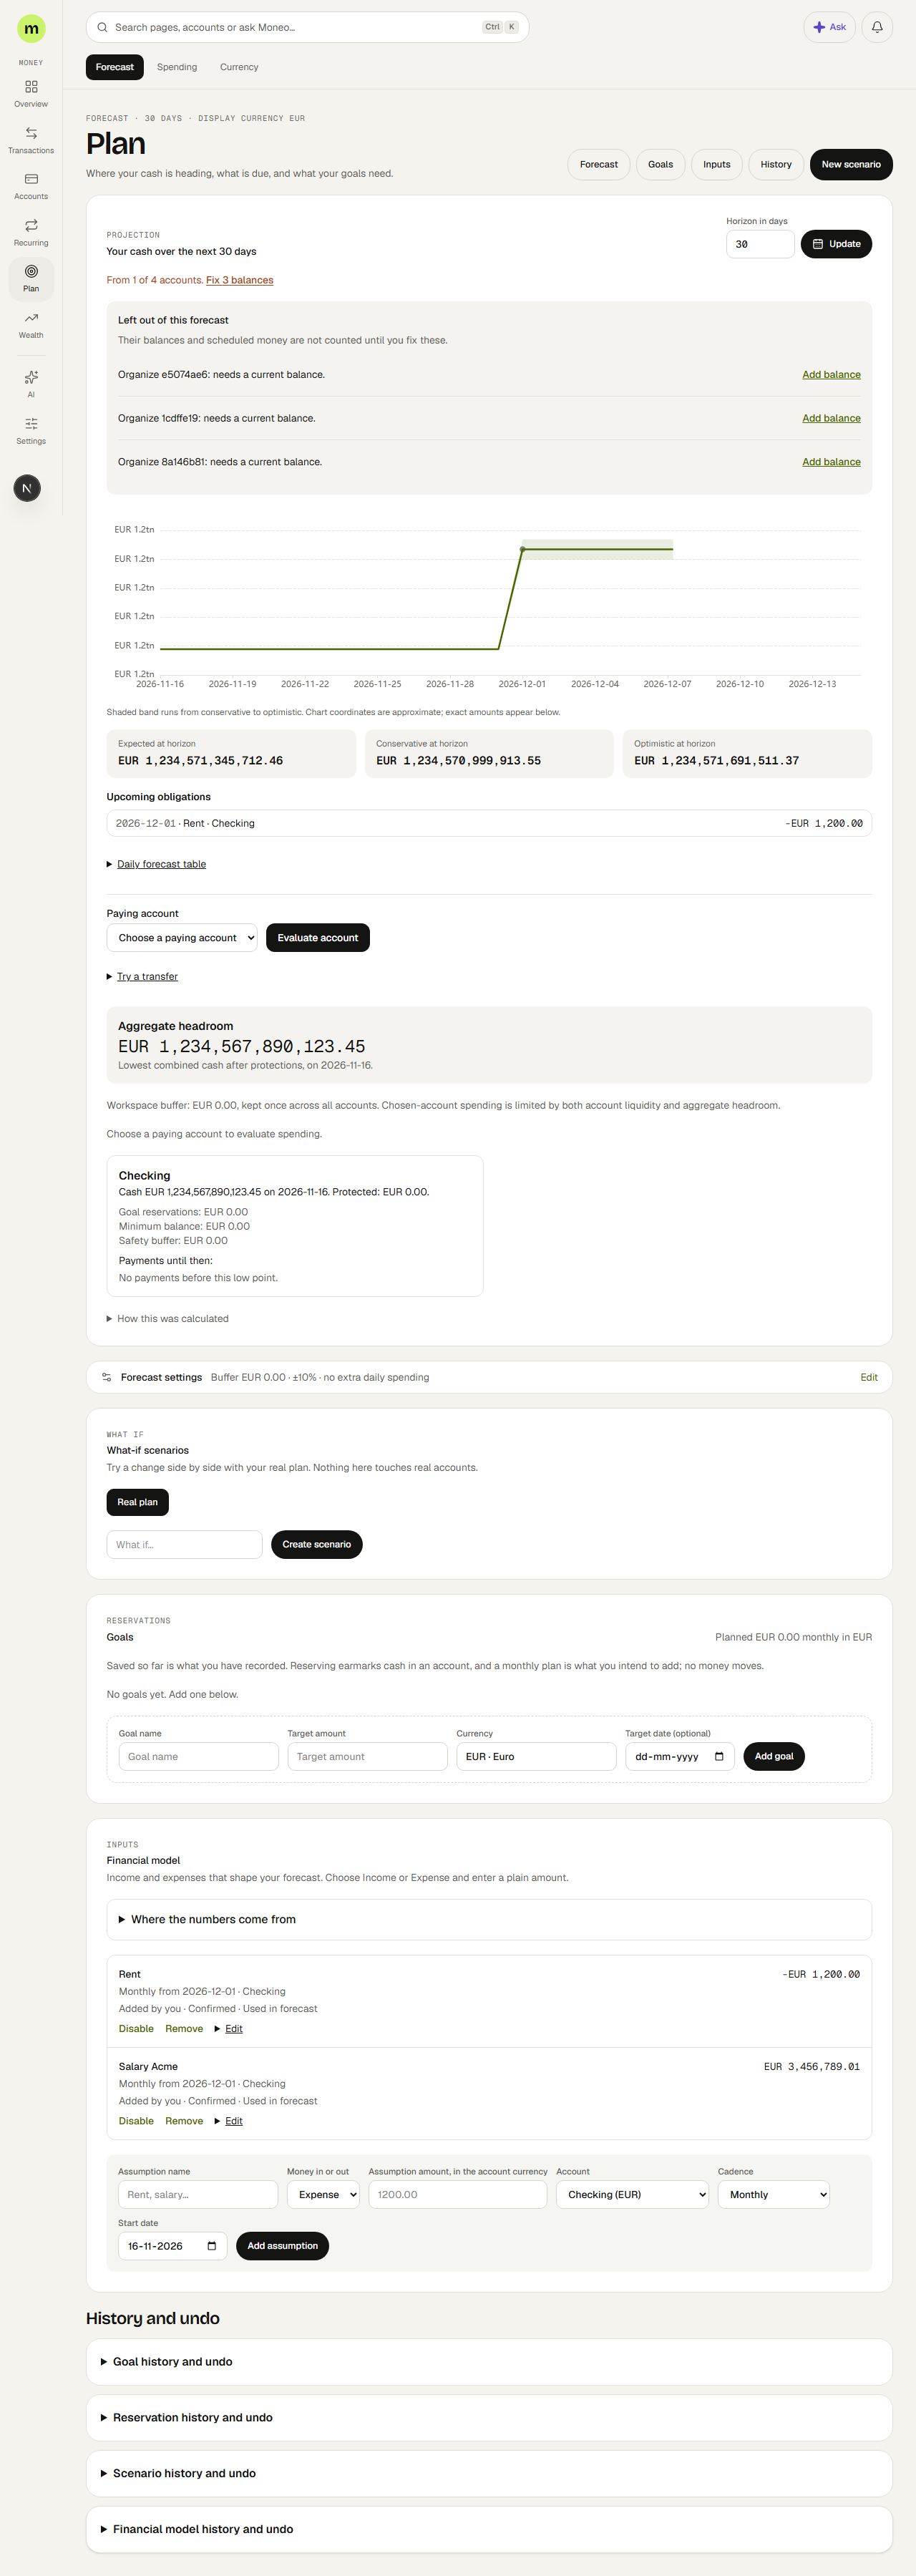 m
Search pages, accounts or ask Moneo...
Ctrl K
Ask
MONEY
Overview
Transactions
Accounts
Recurring
Plan
Wealth
AI
Settings
N
Forecast
Spending
Currency
FORECAST · 30 DAYS · DISPLAY CURRENCY EUR
Plan
Where your cash is heading, what is due, and what your goals need.
Forecast
Goals
Inputs
History
New scenario
PROJECTION
Your cash over the next 30 days
Horizon in days
30
Update
From 1 of 4 accounts. Fix 3 balances
Left out of this forecast
Their balances and scheduled money are not counted until you fix these.
Organize e5074ae6: needs a current balance.
Add balance
Organize 1cdffe19: needs a current balance.
Add balance
Organize 8a146b81: needs a current balance.
Add balance
EUR 1.2tn
EUR 1.2tn
EUR 1.2tn
EUR 1.2tn
EUR 1.2tn
EUR 1.2tn
2026-11-16
2026-11-19
2026-11-22
2026-11-25
2026-11-28
2026-12-01
2026-12-04
2026-12-07
2026-12-10
2026-12-13
Shaded band runs from conservative to optimistic. Chart coordinates are approximate; exact amounts appear below.
Expected at horizon
EUR 1,234,571,345,712.46
Conservative at horizon
EUR 1,234,570,999,913.55
Optimistic at horizon
EUR 1,234,571,691,511.37
Upcoming obligations
2026-12-01 · Rent · Checking
-EUR 1,200.00
Daily forecast table
Paying account
Choose a paying account
Evaluate account
Try a transfer
Aggregate headroom
EUR 1,234,567,890,123.45
Lowest combined cash after protections, on 2026-11-16.
Workspace buffer: EUR 0.00, kept once across all accounts. Chosen-account spending is limited by both account liquidity and aggregate headroom.
Choose a paying account to evaluate spending.
Checking
Cash EUR 1,234,567,890,123.45 on 2026-11-16. Protected: EUR 0.00.
Goal reservations: EUR 0.00
Minimum balance: EUR 0.00
Safety buffer: EUR 0.00
Payments until then:
No payments before this low point.
How this was calculated
Forecast settings
Buffer EUR 0.00 · ±10% · no extra daily spending
Edit
WHAT IF
What-if scenarios
Try a change side by side with your real plan. Nothing here touches real accounts.
Real plan
What if...
Create scenario
RESERVATIONS
Goals
Planned EUR 0.00 monthly in EUR
Saved so far is what you have recorded. Reserving earmarks cash in an account, and a monthly plan is what you intend to add; no money moves.
No goals yet. Add one below.
Goal name
Target amount
Currency
Target date (optional)
Goal name
Target amount
EUR · Euro
dd-mm-yyyy
Add goal
INPUTS
Financial model
Income and expenses that shape your forecast. Choose Income or Expense and enter a plain amount.
Where the numbers come from
Rent
-EUR 1,200.00
Monthly from 2026-12-01 · Checking
Added by you · Confirmed · Used in forecast
Disable Remove Edit
Salary Acme
EUR 3,456,789.01
Monthly from 2026-12-01 · Checking
Added by you · Confirmed · Used in forecast
Disable Remove Edit
Assumption name
Money in or out
Assumption amount, in the account currency
Account
Cadence
Rent, salary...
Expense
1200.00
Checking (EUR)
Monthly
Start date
16-11-2026
Add assumption
History and undo
Goal history and undo
Reservation history and undo
Scenario history and undo
Financial model history and undo